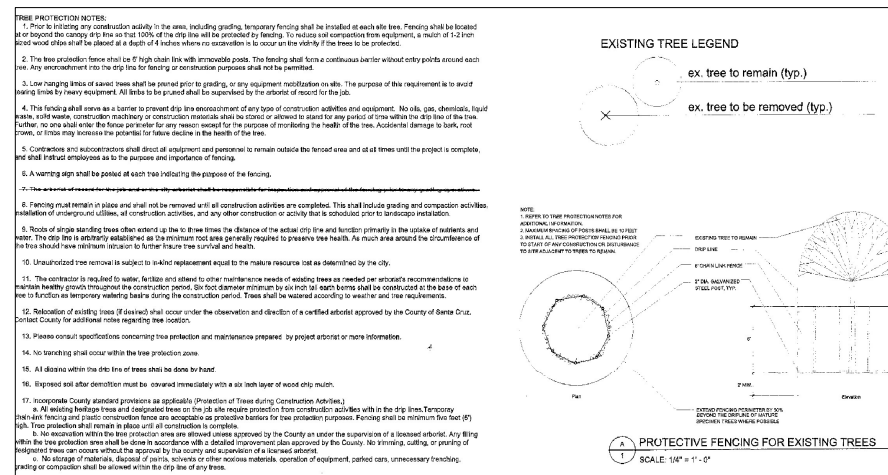 TREE PROTECTION NOTES:
1. Prior to initiating any construction activity in the area, including grading, temporary fencing shall be installed at each site tree. Fencing shall be located
at or beyond the canopy drip line so that 100% of the drip line will be protected by fencing. To reduce soil compaction from equipment, a mulch of 1-2 inch
sized wood chips shall be placed at a depth of 4 inches where no excavation is to occur in the vicinity if the trees to be protected.
2. The tree protection fence shall be 6' high chain link with immovable posts. The fencing shall form a continuous barrier without entry points around each
tree. Any encroachment into the drip line for fencing or construction purposes shall not be permitted.
3. Low hanging limbs of saved trees shall be pruned prior to grading, or any equipment mobilization on site. The purpose of this requirement is to avoid
tearing limbs by heavy equipment. All limbs to be pruned shall be supervised by the arborist of record for the job.
4. This fencing shall serve as a barrier to prevent drip line encroachment of any type of construction activities and equipment. No oils, gas, chemicals, liquid
waste, solid waste, construction machinery or construction materials shall be stored or allowed to stand for any period of time within the drip line of the tree.
Further, no one shall enter the fence perimeter for any reason except for the purpose of monitoring the health of the tree. Accidental damage to bark, root
crown, or limbs may increase the potential for future decline in the health of the tree.
5. Contractors and subcontractors shall direct all equipment and personnel to remain outside the fenced area and at all times until the project is complete,
and shall instruct employees as to the purpose and importance of fencing.
6. A warning sign shall be posted at each tree indicating the purpose of the fencing.
7. The arborist of record for the job and or the city arborist shall be responsible for inspection and approval of the fencing prior to any grading operations.
8. Fencing must remain in place and shall not be removed until all construction activities are completed. This shall include grading and compaction activities,
installation of underground utilities, all construction activities, and any other construction or activity that is scheduled prior to landscape installation.
9. Roots of single standing trees often extend up the to three times the distance of the actual drip line and function primarily in the uptake of nutrients and
water. The drip line is arbitrarily established as the minimum root area generally required to preserve tree health. As much area around the circumference of
the tree should have minimum intrusion to further insure tree survival and health.
10. Unauthorized tree removal is subject to in-kind replacement equal to the mature resource lost as determined by the city.
11. The contractor is required to water, fertilize and attend to other maintenance needs of existing trees as needed per arborist's recommendations to
maintain healthy growth throughout the construction period. Six foot diameter minimum by six inch tall earth berms shall be constructed at the base of each
tree to function as temporary watering basins during the construction period. Trees shall be watered according to weather and tree requirements.
12. Relocation of existing trees (if desired) shall occur under the observation and direction of a certified arborist approved by the County of Santa Cruz.
Contact County for additional notes regarding tree location.
13. Please consult specifications concerning tree protection and maintenance prepared by project arborist or more information.
14. No trenching shall occur within the tree protection zone.
15. All digging within the drip line of trees shall be done by hand.
16. Exposed soil after demolition must be covered immediately with a six inch layer of wood chip mulch.
17. Incorporate County standard provisions as applicable (Protection of Trees during Construction Activities.)
a. All existing heritage trees and designated trees on the job site require protection from construction activities with in the drip lines. Temporary
chain-link fencing and plastic construction fence are acceptable as protective barriers for tree protection purposes. Fencing shall be minimum five feet (5')
high. Tree protection shall remain in place until all construction is complete.
b. No excavation within the tree protection area are allowed unless approved by the County as under the supervision of a licensed arborist. Any filling
within the tree protection area shall be done in accordance with a detailed improvement plan approved by the County. No trimming, cutting, or pruning of
designated trees can occurs without the approval by the county and supervision of a licensed arborist.
c. No storage of materials, disposal of paints, solvents or other noxious materials, operation of equipment, parked cars, unnecessary trenching,
grading or compaction shall be allowed within the drip line of any trees.
EXISTING TREE LEGEND
ex. tree to remain (typ.)
ex. tree to be removed (typ.)
NOTE:
1. REFER TO TREE PROTECTION NOTES FOR
ADDITIONAL INFORMATION.
2. MAXIMUM SPACING OF POSTS SHALL BE 10 FEET
3. INSTALL ALL TREE PROTECTION FENCING PRIOR
TO START OF ANY CONSTRUCTION OR DISTURBANCE
TO SITE ADJACENT TO TREES TO REMAIN.
EXISTING TREE TO REMAIN
DRIP LINE
6' CHAIN LINK FENCE
2" DIA. GALVANIZED
STEEL POST, TYP.
6'
2' MIN.
Plan
Elevation
EXTEND FENCING PERIMETER BY 50%
BEYOND THE DRIPLINE OF MATURE
SPECIMEN TREES WHERE POSSIBLE
A
1
PROTECTIVE FENCING FOR EXISTING TREES
SCALE: 1/4" = 1' - 0"